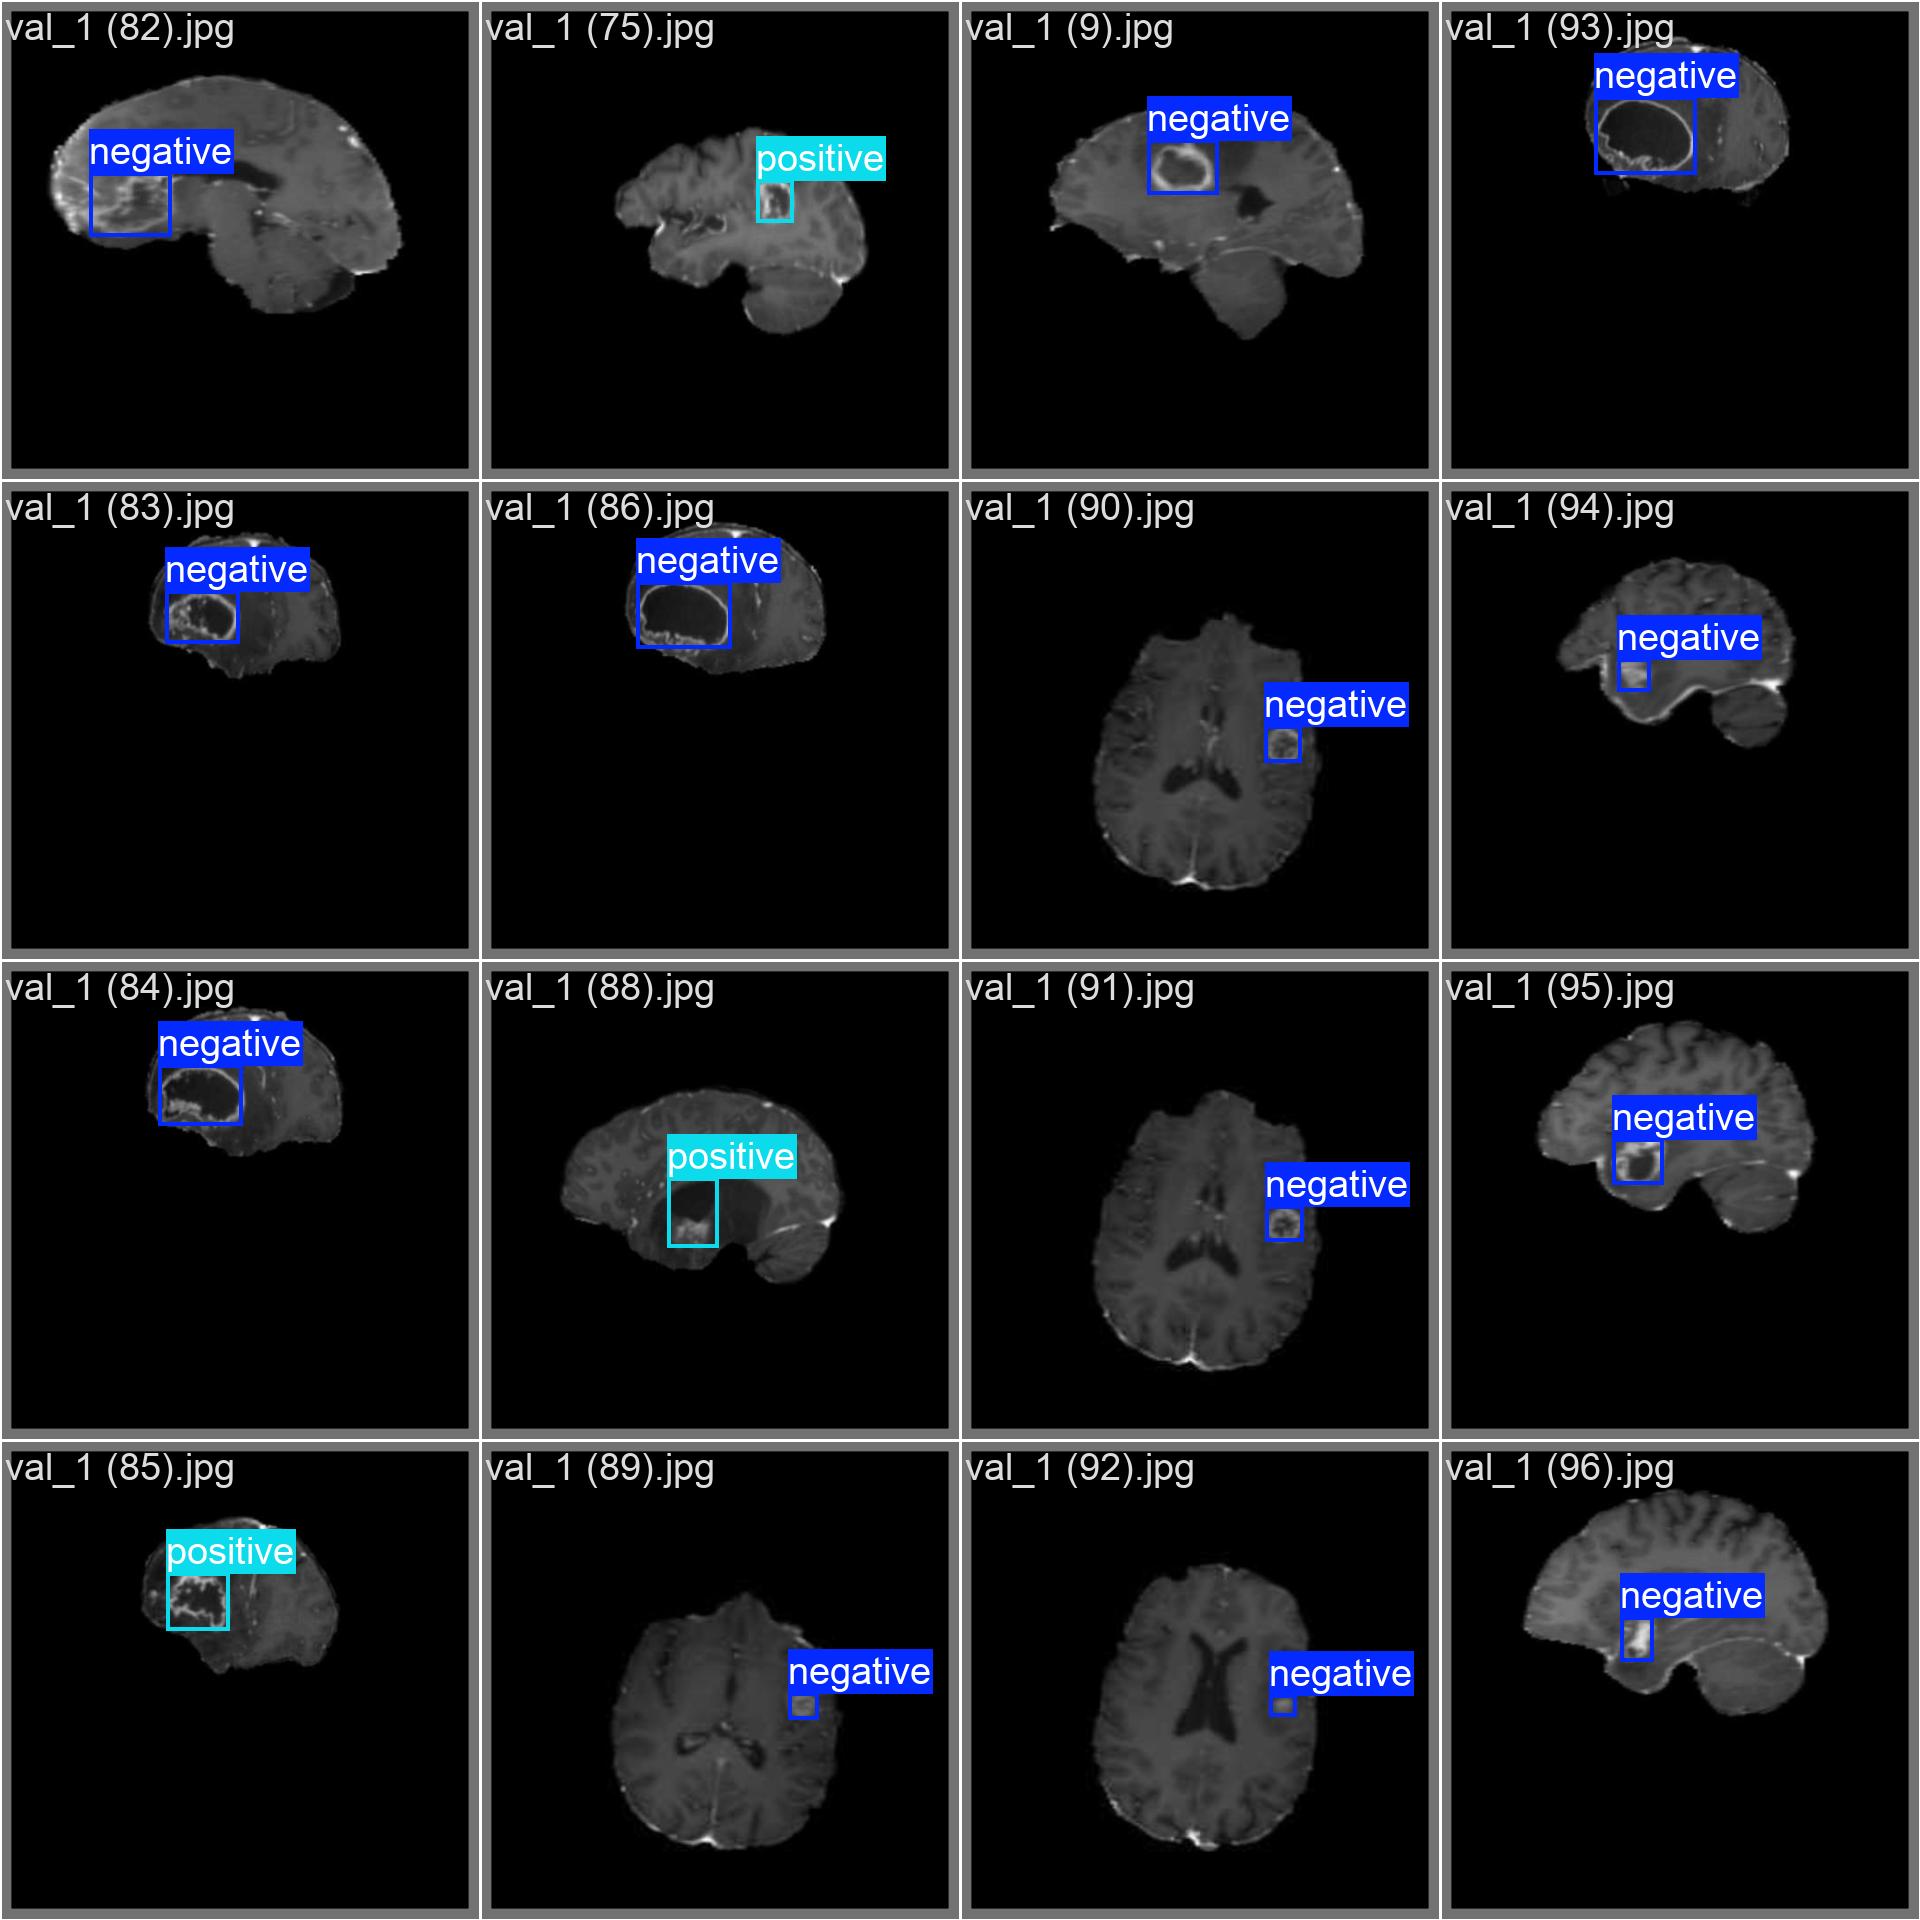 val_1 (82).jpg
negative
val_1 (75).jpg
positive
val_1 (9).jpg
negative
val_1 (93).jpg
negative
val_1 (83).jpg
negative
val_1 (86).jpg
negative
val_1 (90).jpg
negative
val_1 (94).jpg
negative
val_1 (84).jpg
negative
val_1 (88).jpg
positive
val_1 (91).jpg
negative
val_1 (95).jpg
negative
val_1 (85).jpg
positive
val_1 (89).jpg
negative
val_1 (92).jpg
negative
val_1 (96).jpg
negative